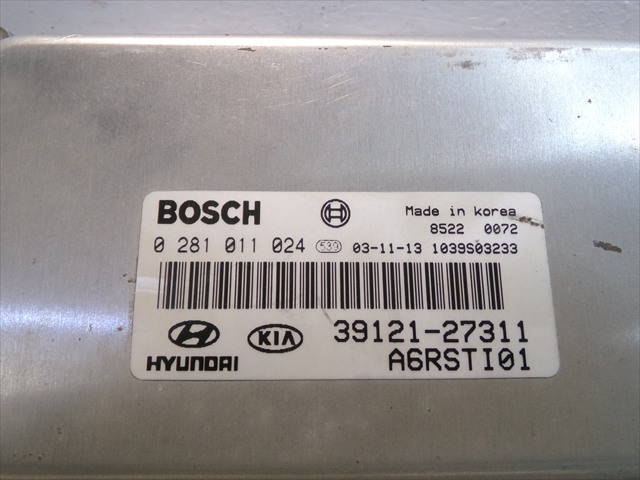 BOSCH
Made in korea
8522 0072
0 281 011 024 539 03-11-13 1039S03233
39121-27311
HYUNDAI KIA A6RSTI01